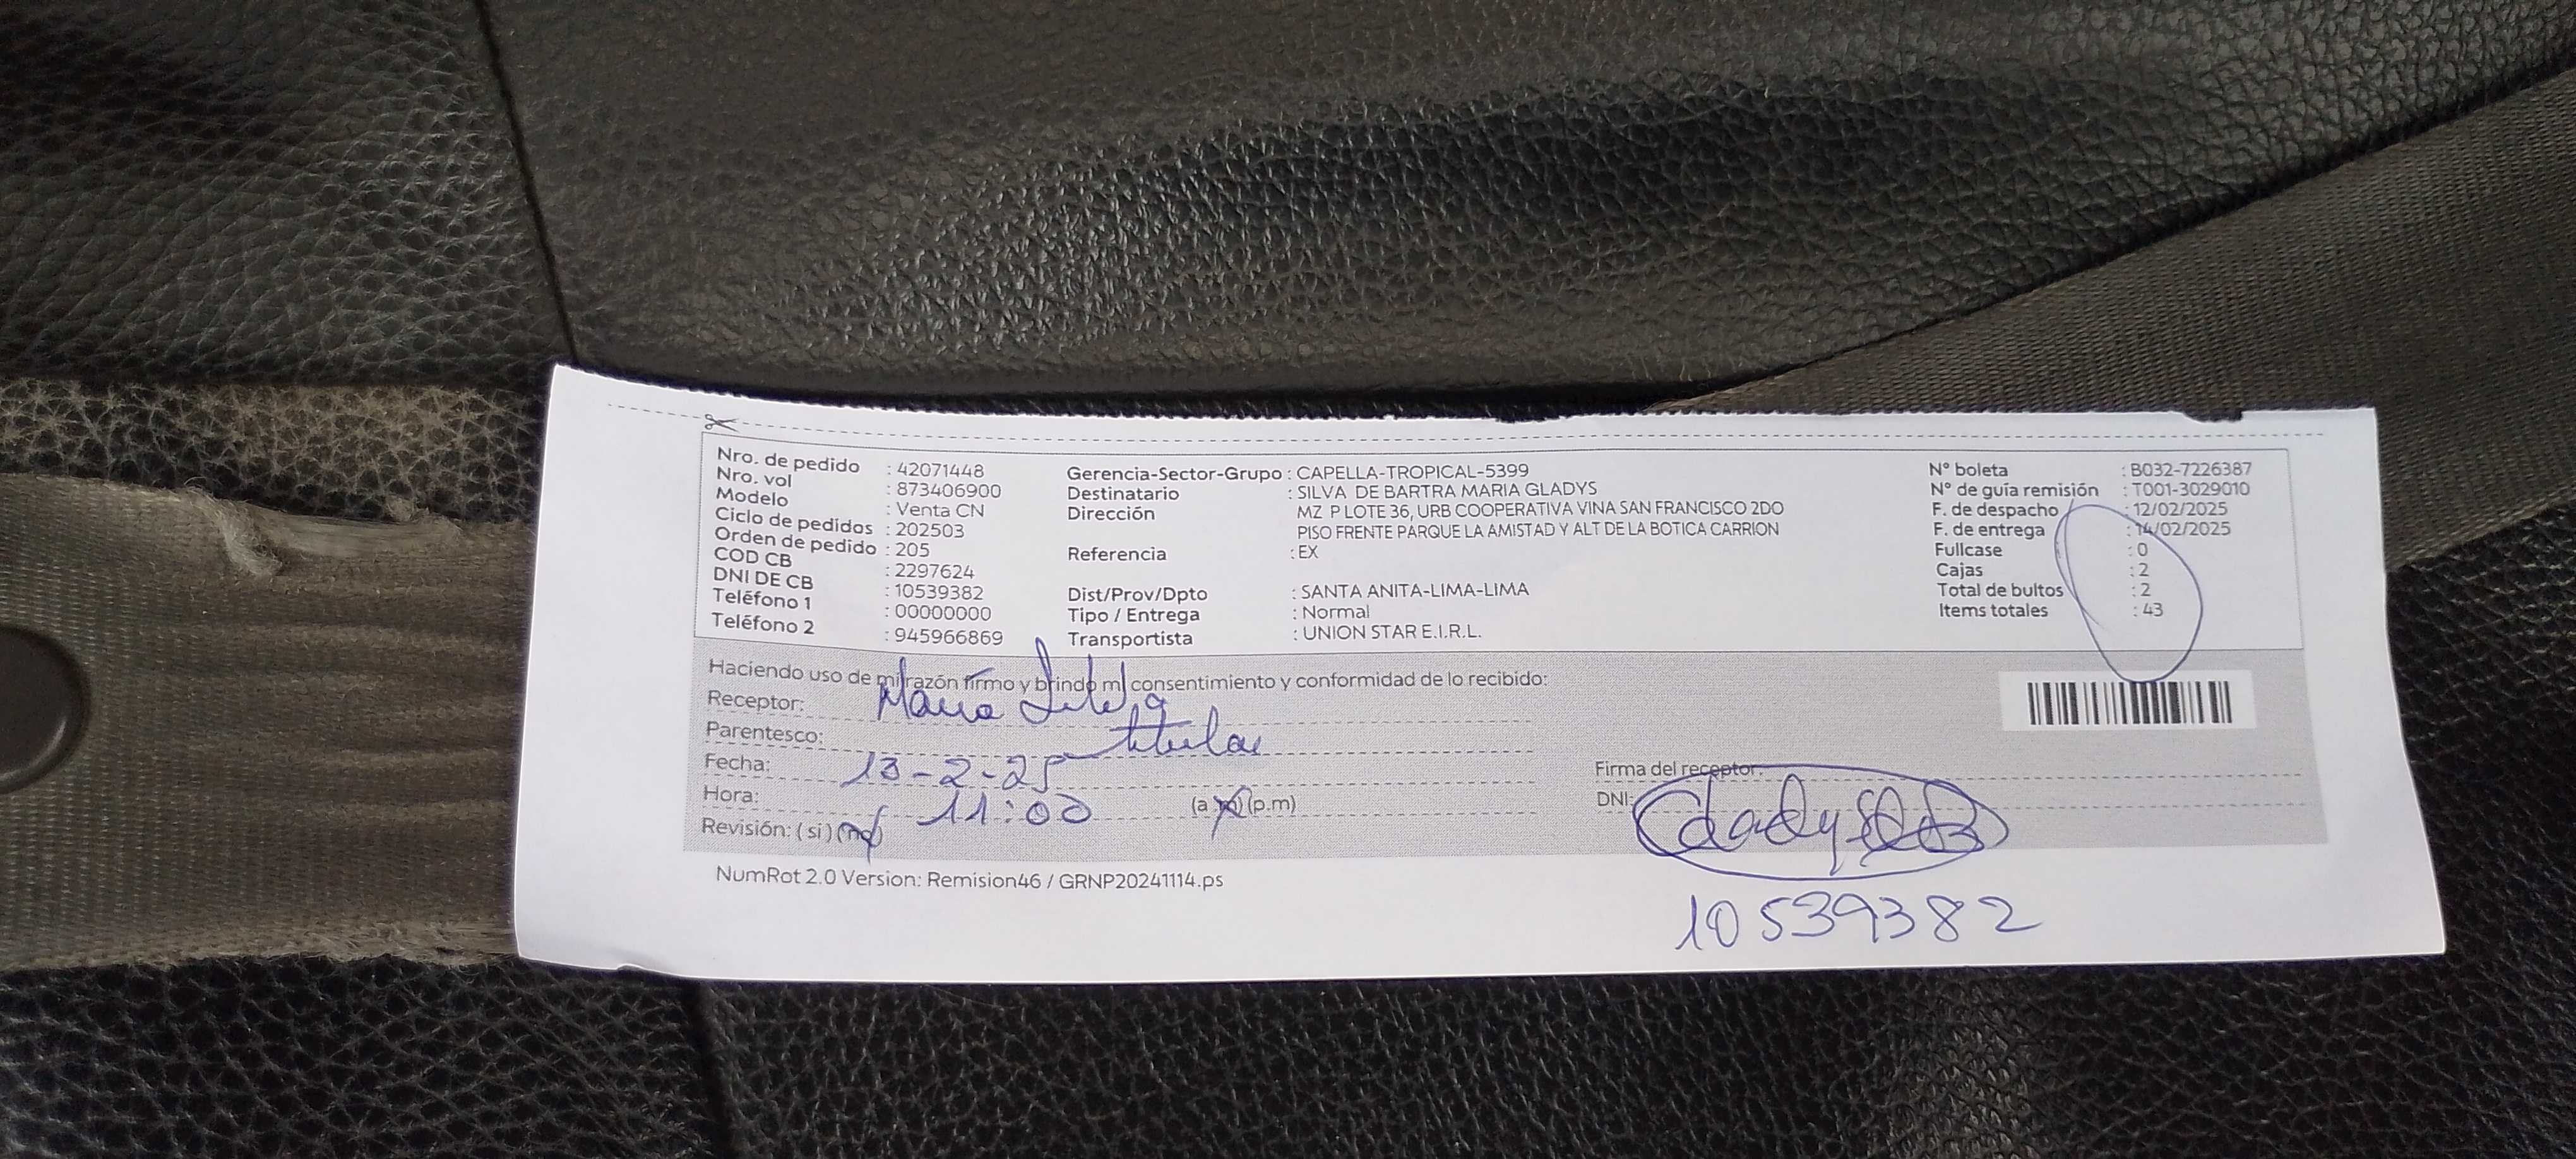 Nro. de pedido : 42071448
Nro. vol : 873406900
Modelo : Venta CN
Ciclo de pedidos : 202503
Orden de pedido : 205
COD CB : 2297624
DNI DE CB : 10539382
Teléfono 1 : 00000000
Teléfono 2 : 945966869
Gerencia-Sector-Grupo : CAPELLA-TROPICAL-5399
Destinatario : SILVA DE BARTRA MARIA GLADYS
Dirección MZ P LOTE 36, URB COOPERATIVA VINA SAN FRANCISCO 2DO
PISO FRENTE PARQUE LA AMISTAD Y ALT DE LA BOTICA CARRION
Referencia : EX
Dist/Prov/Dpto : SANTA ANITA-LIMA-LIMA
Tipo / Entrega : Normal
Transportista : UNION STAR E.I.R.L.
N° boleta : B032-7226387
N° de guía remisión : T001-3029010
F. de despacho : 12/02/2025
F. de entrega : 14/02/2025
Fullcase : 0
Cajas : 2
Total de bultos : 2
Items totales : 43
Haciendo uso de mi razón firmo y brindo mi consentimiento y conformidad de lo recibido:
Receptor: Maria Silva
Parentesco: titular
Fecha: 13-2-25
Hora: 11:00 (a.m) (p.m)
Revisión: (si) (no)
Firma del receptor:
DNI:
10539382
NumRot 2.0 Version: Remision46 / GRNP20241114.ps